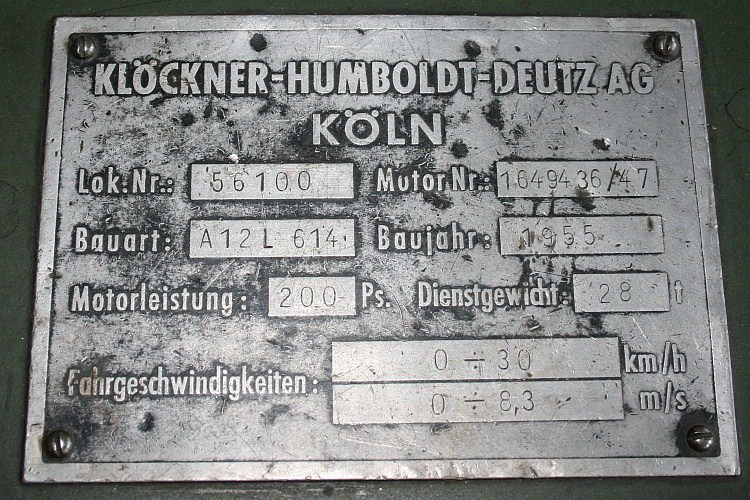 KLÖCKNER-HUMBOLDT-DEUTZ AG
KÖLN
Lok.Nr.: 56100 Motor Nr.: 1649436/47
Bauart: A12L 614 Baujahr: 1955
Motorleistung: 200 Ps. Dienstgewicht: 28 t
Fahrgeschwindigkeiten: 0 ÷ 30 km/h
0 ÷ 8,3 m/s